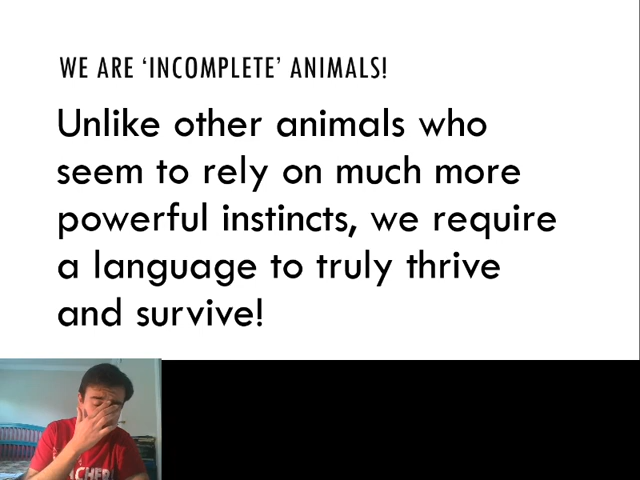 WE ARE ‘INCOMPLETE’ ANIMALS!
Unlike other animals who
seem to rely on much more
powerful instincts, we require
a language to truly thrive
and survive!